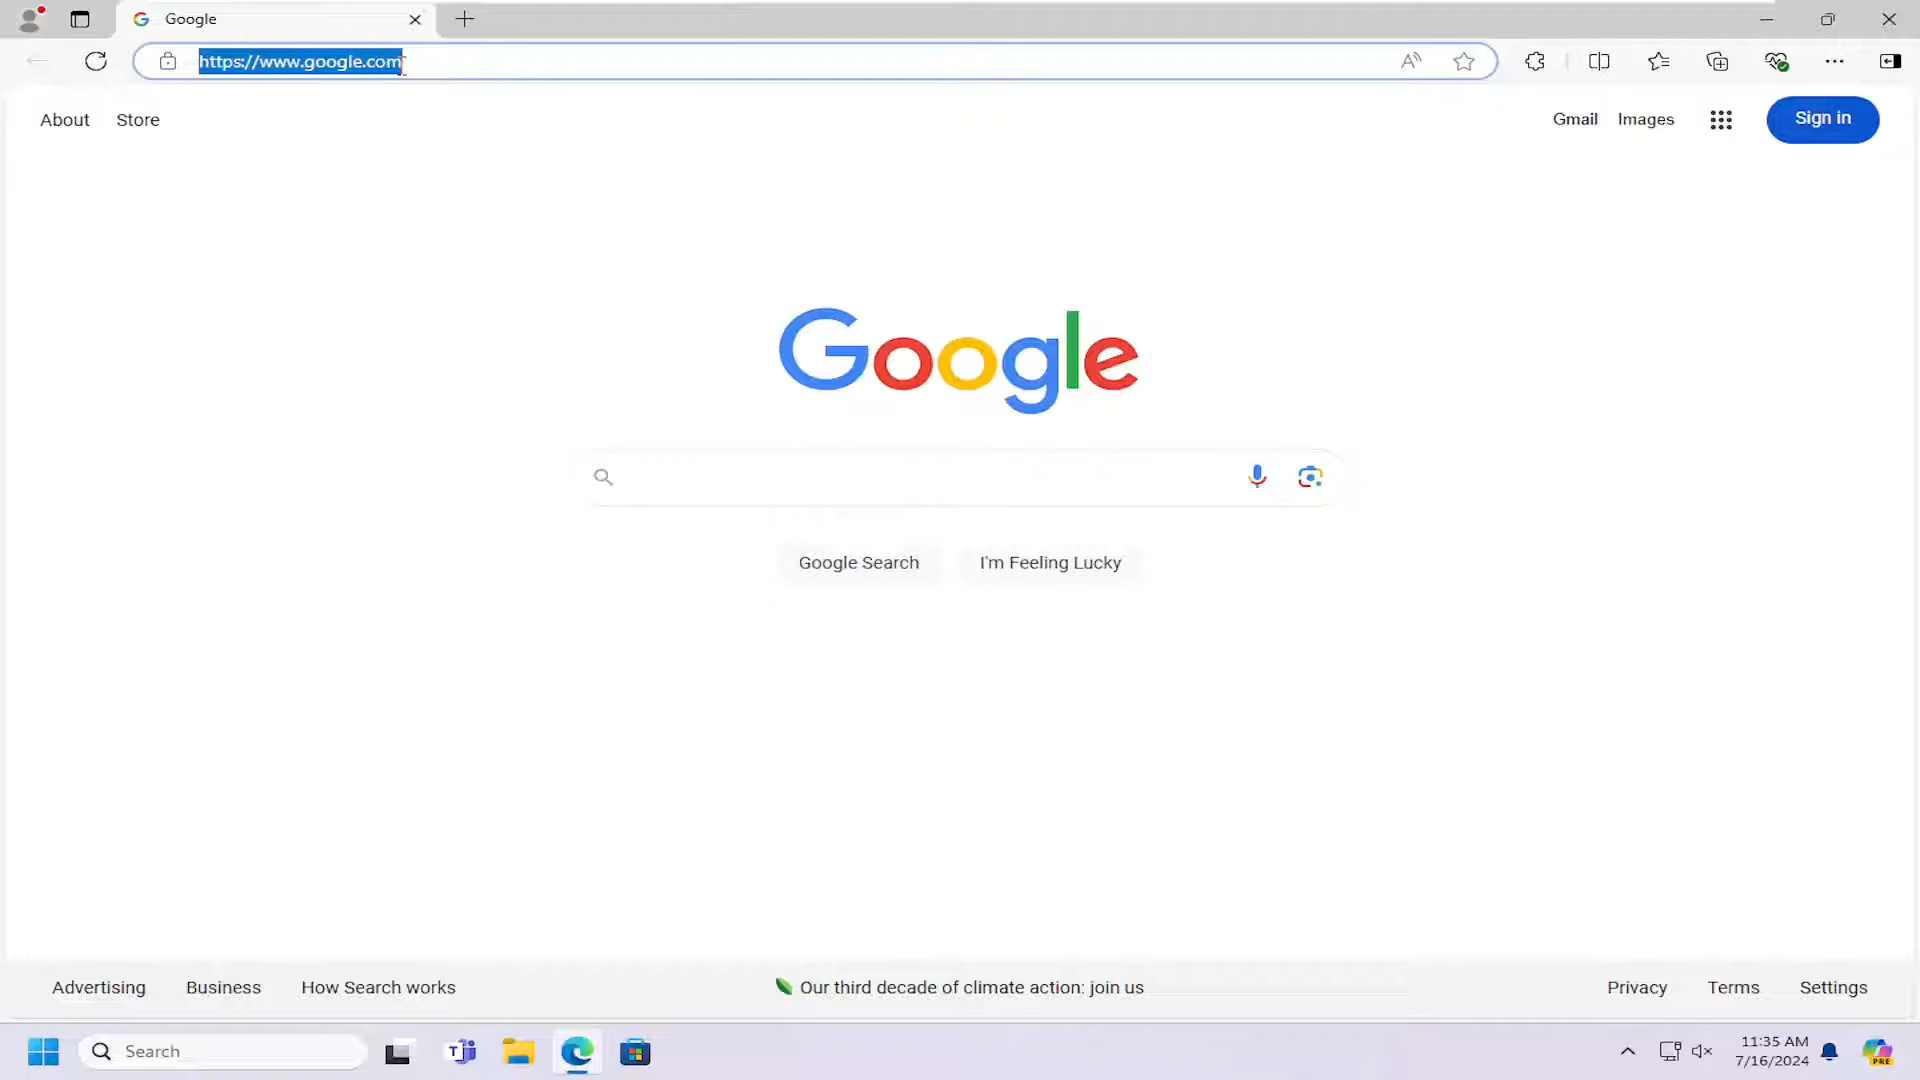 Google
https://www.google.com
About Store
Gmail Images Sign in
Google
Google Search I'm Feeling Lucky
Advertising Business How Search works
Our third decade of climate action: join us
Privacy Terms Settings
Search
T
11:35 AM
7/16/2024
PRE